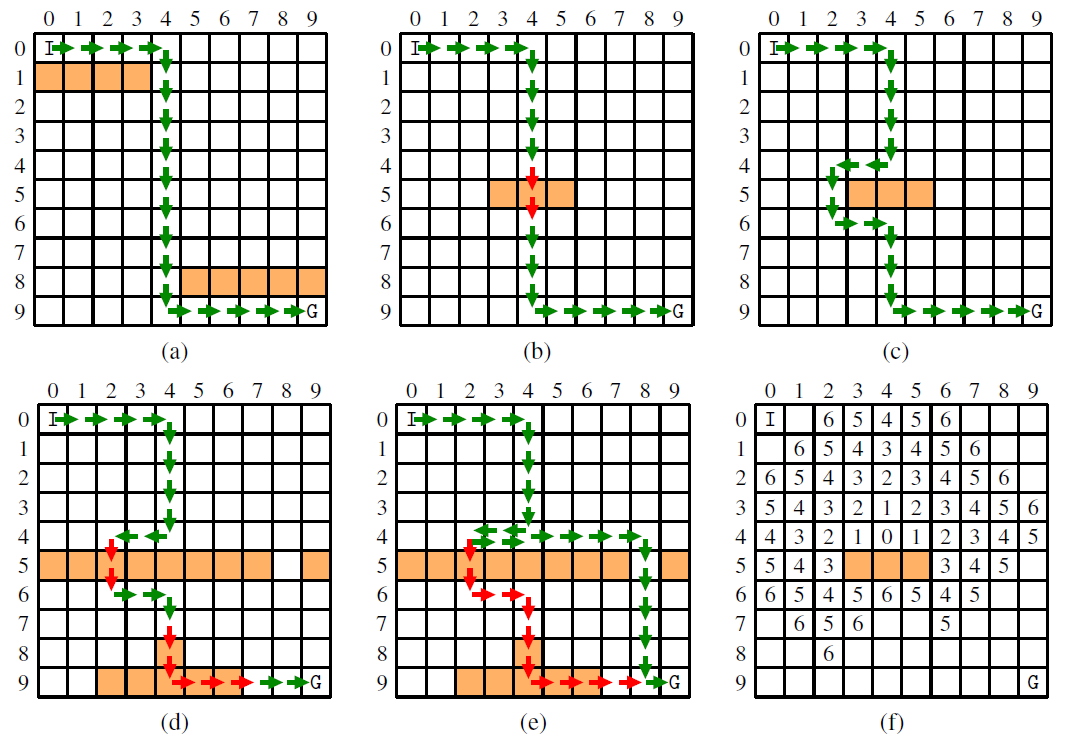 0 1 2 3 4 5 6 7 8 9
0 I
1
2
3
4
5
6
7
8
9 G
(a)
0 1 2 3 4 5 6 7 8 9
0 I
1
2
3
4
5
6
7
8
9 G
(b)
0 1 2 3 4 5 6 7 8 9
0 I
1
2
3
4
5
6
7
8
9 G
(c)
0 1 2 3 4 5 6 7 8 9
0 I
1
2
3
4
5
6
7
8
9 G
(d)
0 1 2 3 4 5 6 7 8 9
0 I
1
2
3
4
5
6
7
8
9 G
(e)
0 1 2 3 4 5 6 7 8 9
0 I 6 5 4 5 6
1 6 5 4 3 4 5 6
2 6 5 4 3 2 3 4 5 6
3 5 4 3 2 1 2 3 4 5 6
4 4 3 2 1 0 1 2 3 4 5
5 5 4 3 3 4 5
6 6 5 4 5 6 5 4 5
7 6 5 6 5
8 6
9 G
(f)